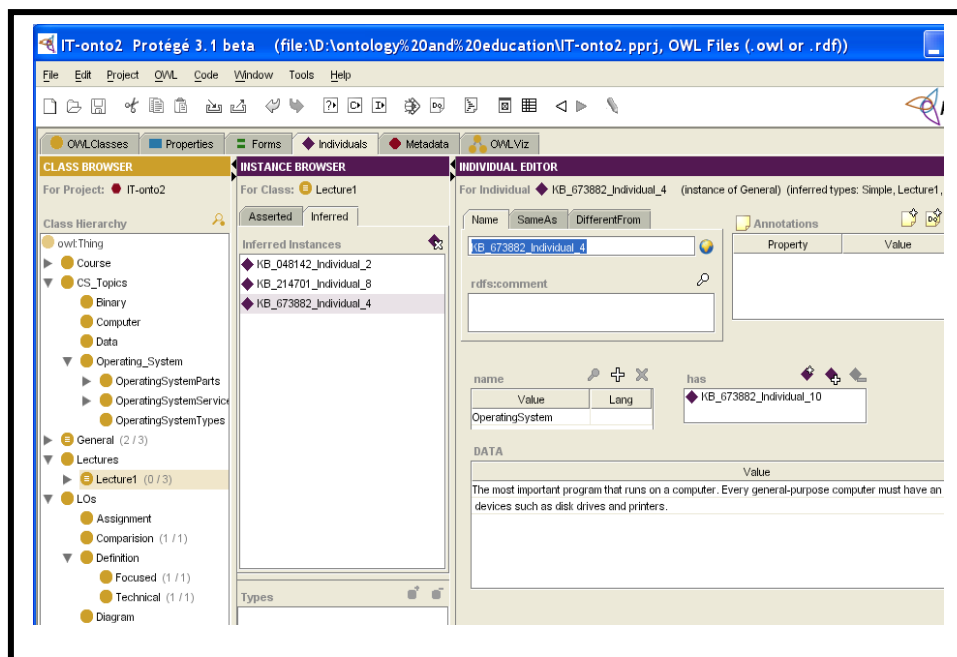 IT-onto2 Protégé 3.1 beta (file:\D:\ontology%20and%20education\IT-onto2.pprj, OWL Files (.owl or .rdf))
File Edit Project OWL Code Window Tools Help
OWLClasses Properties Forms Individuals Metadata OWLViz
CLASS BROWSER
For Project: IT-onto2
Class Hierarchy
owl:Thing
Course
CS_Topics
Binary
Computer
Data
Operating_System
OperatingSystemParts
OperatingSystemService
OperatingSystemTypes
General (2 / 3)
Lectures
Lecture1 (0 / 3)
LOs
Assignment
Comparision (1 / 1)
Definition
Focused (1 / 1)
Technical (1 / 1)
Diagram
INSTANCE BROWSER
For Class: Lecture1
Asserted Inferred
Inferred Instances
KB_048142_Individual_2
KB_214701_Individual_8
KB_673882_Individual_4
Types
INDIVIDUAL EDITOR
For Individual KB_673882_Individual_4 (instance of General) (inferred types: Simple, Lecture1,
Name SameAs DifferentFrom
KB_673882_Individual_4
rdfs:comment
Annotations
Property Value
name
Value Lang
OperatingSystem
has
KB_673882_Individual_10
DATA
Value
The most important program that runs on a computer. Every general-purpose computer must have an
devices such as disk drives and printers.